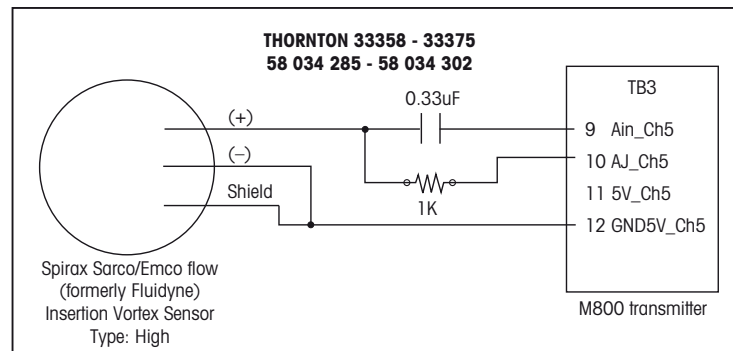 THORNTON 33358 - 33375
58 034 285 - 58 034 302
TB3
0.33uF
(+)
9 Ain_Ch5
(−)
10 AJ_Ch5
11 5V_Ch5
Shield
1K
12 GND5V_Ch5
Spirax Sarco/Emco flow
(formerly Fluidyne)
Insertion Vortex Sensor
Type: High
M800 transmitter